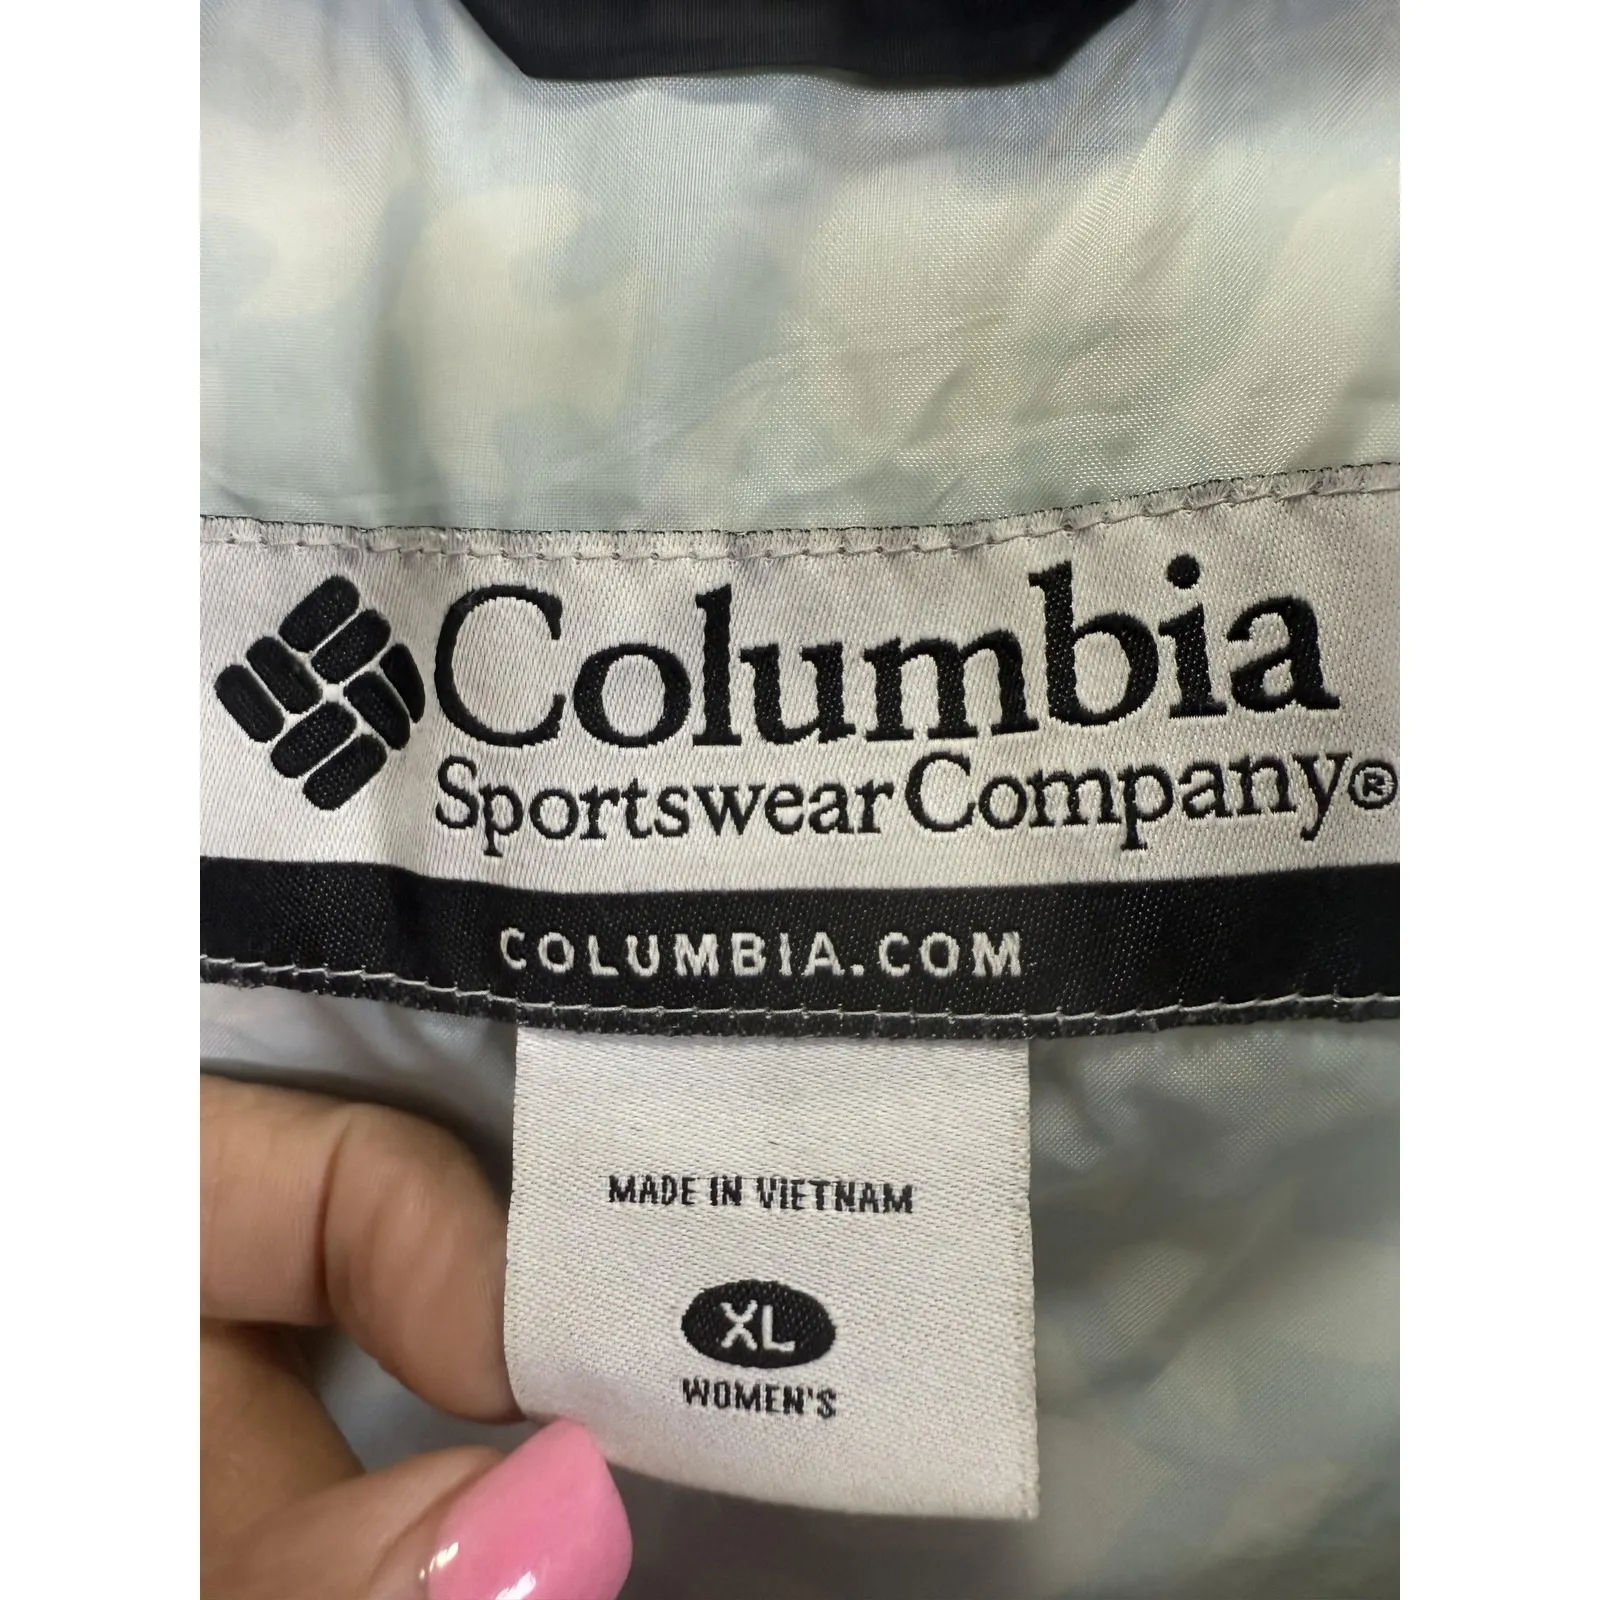 Columbia
Sportswear Company®
COLUMBIA.COM
MADE IN VIETNAM
XL
WOMEN'S